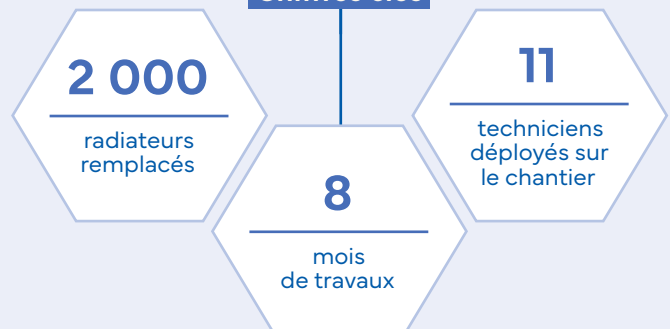 2 000
radiateurs
remplacés
8
mois
de travaux
11
techniciens
déployés sur
le chantier